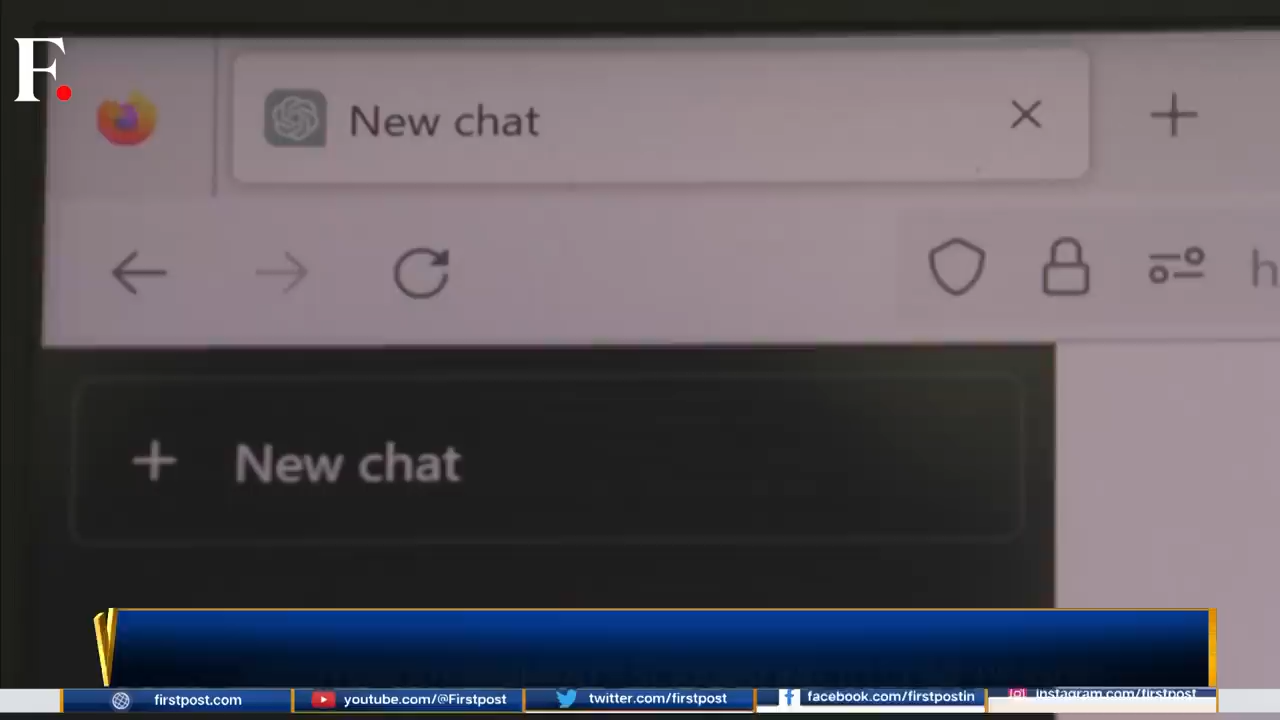 F.
New chat
h
New chat
firstpost.com
youtube.com/@Firstpost
twitter.com/firstpost
facebook.com/firstpostin
instagram.com/firstpost